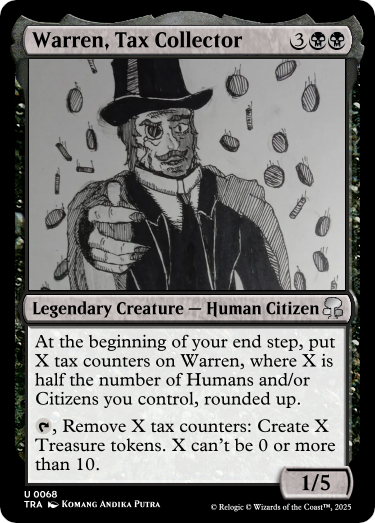 Warren, Tax Collector 3
Legendary Creature — Human Citizen
At the beginning of your end step, put
X tax counters on Warren, where X is
half the number of Humans and/or
Citizens you control, rounded up.
, Remove X tax counters: Create X
Treasure tokens. X can't be 0 or more
than 10.
1/5
U 0068
TRA Komang Andika Putra
© Relogic © Wizards of the Coast™, 2025